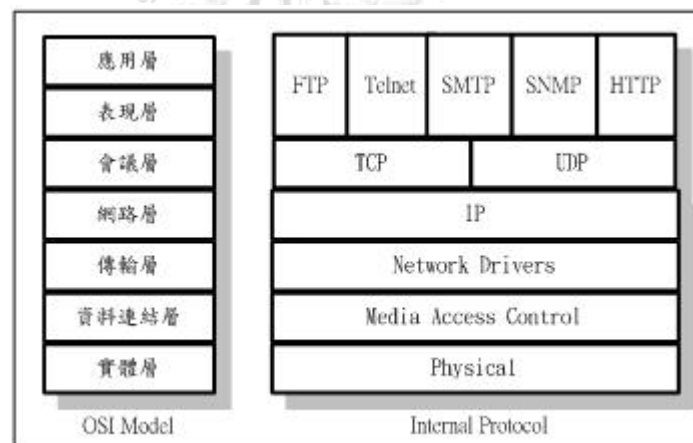 應用層
表現層
會議層
網路層
傳輸層
資料連結層
實體層
OSI Model
FTP Telnet SMTP SNMP HTTP
TCP UDP
IP
Network Drivers
Media Access Control
Physical
Internal Protocol